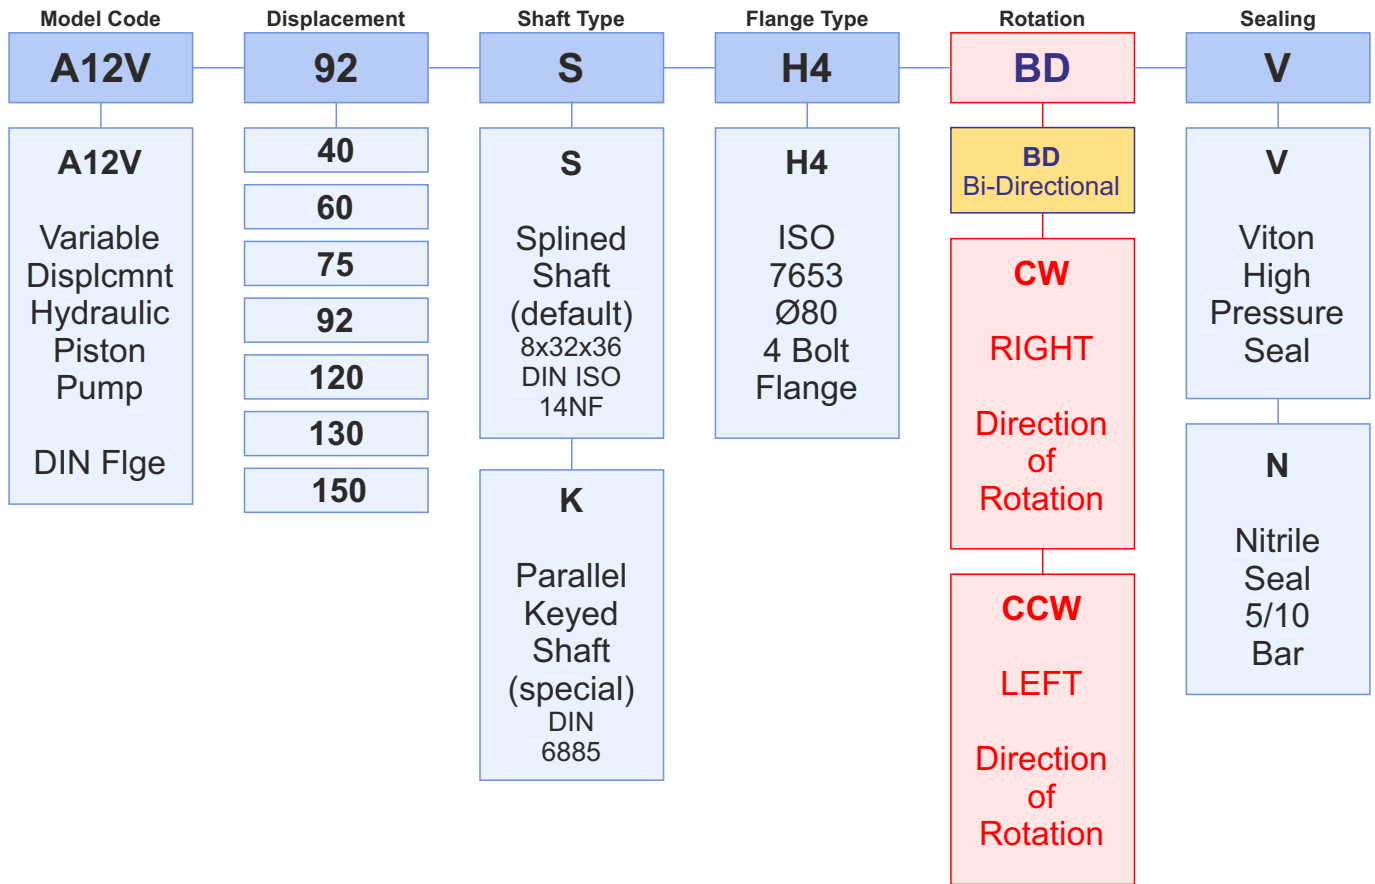 Model Code
Displacement
Shaft Type
Flange Type
Rotation
Sealing
A12V
92
S
H4
BD
V
A12V
Variable
Displcmnt
Hydraulic
Piston
Pump
DIN Flge
40
60
75
92
120
130
150
S
Splined
Shaft
(default)
8x32x36
DIN ISO
14NF
K
Parallel
Keyed
Shaft
(special)
DIN
6885
H4
ISO
7653
Ø80
4 Bolt
Flange
BD
Bi-Directional
CW
RIGHT
Direction
of
Rotation
CCW
LEFT
Direction
of
Rotation
V
Viton
High
Pressure
Seal
N
Nitrile
Seal
5/10
Bar